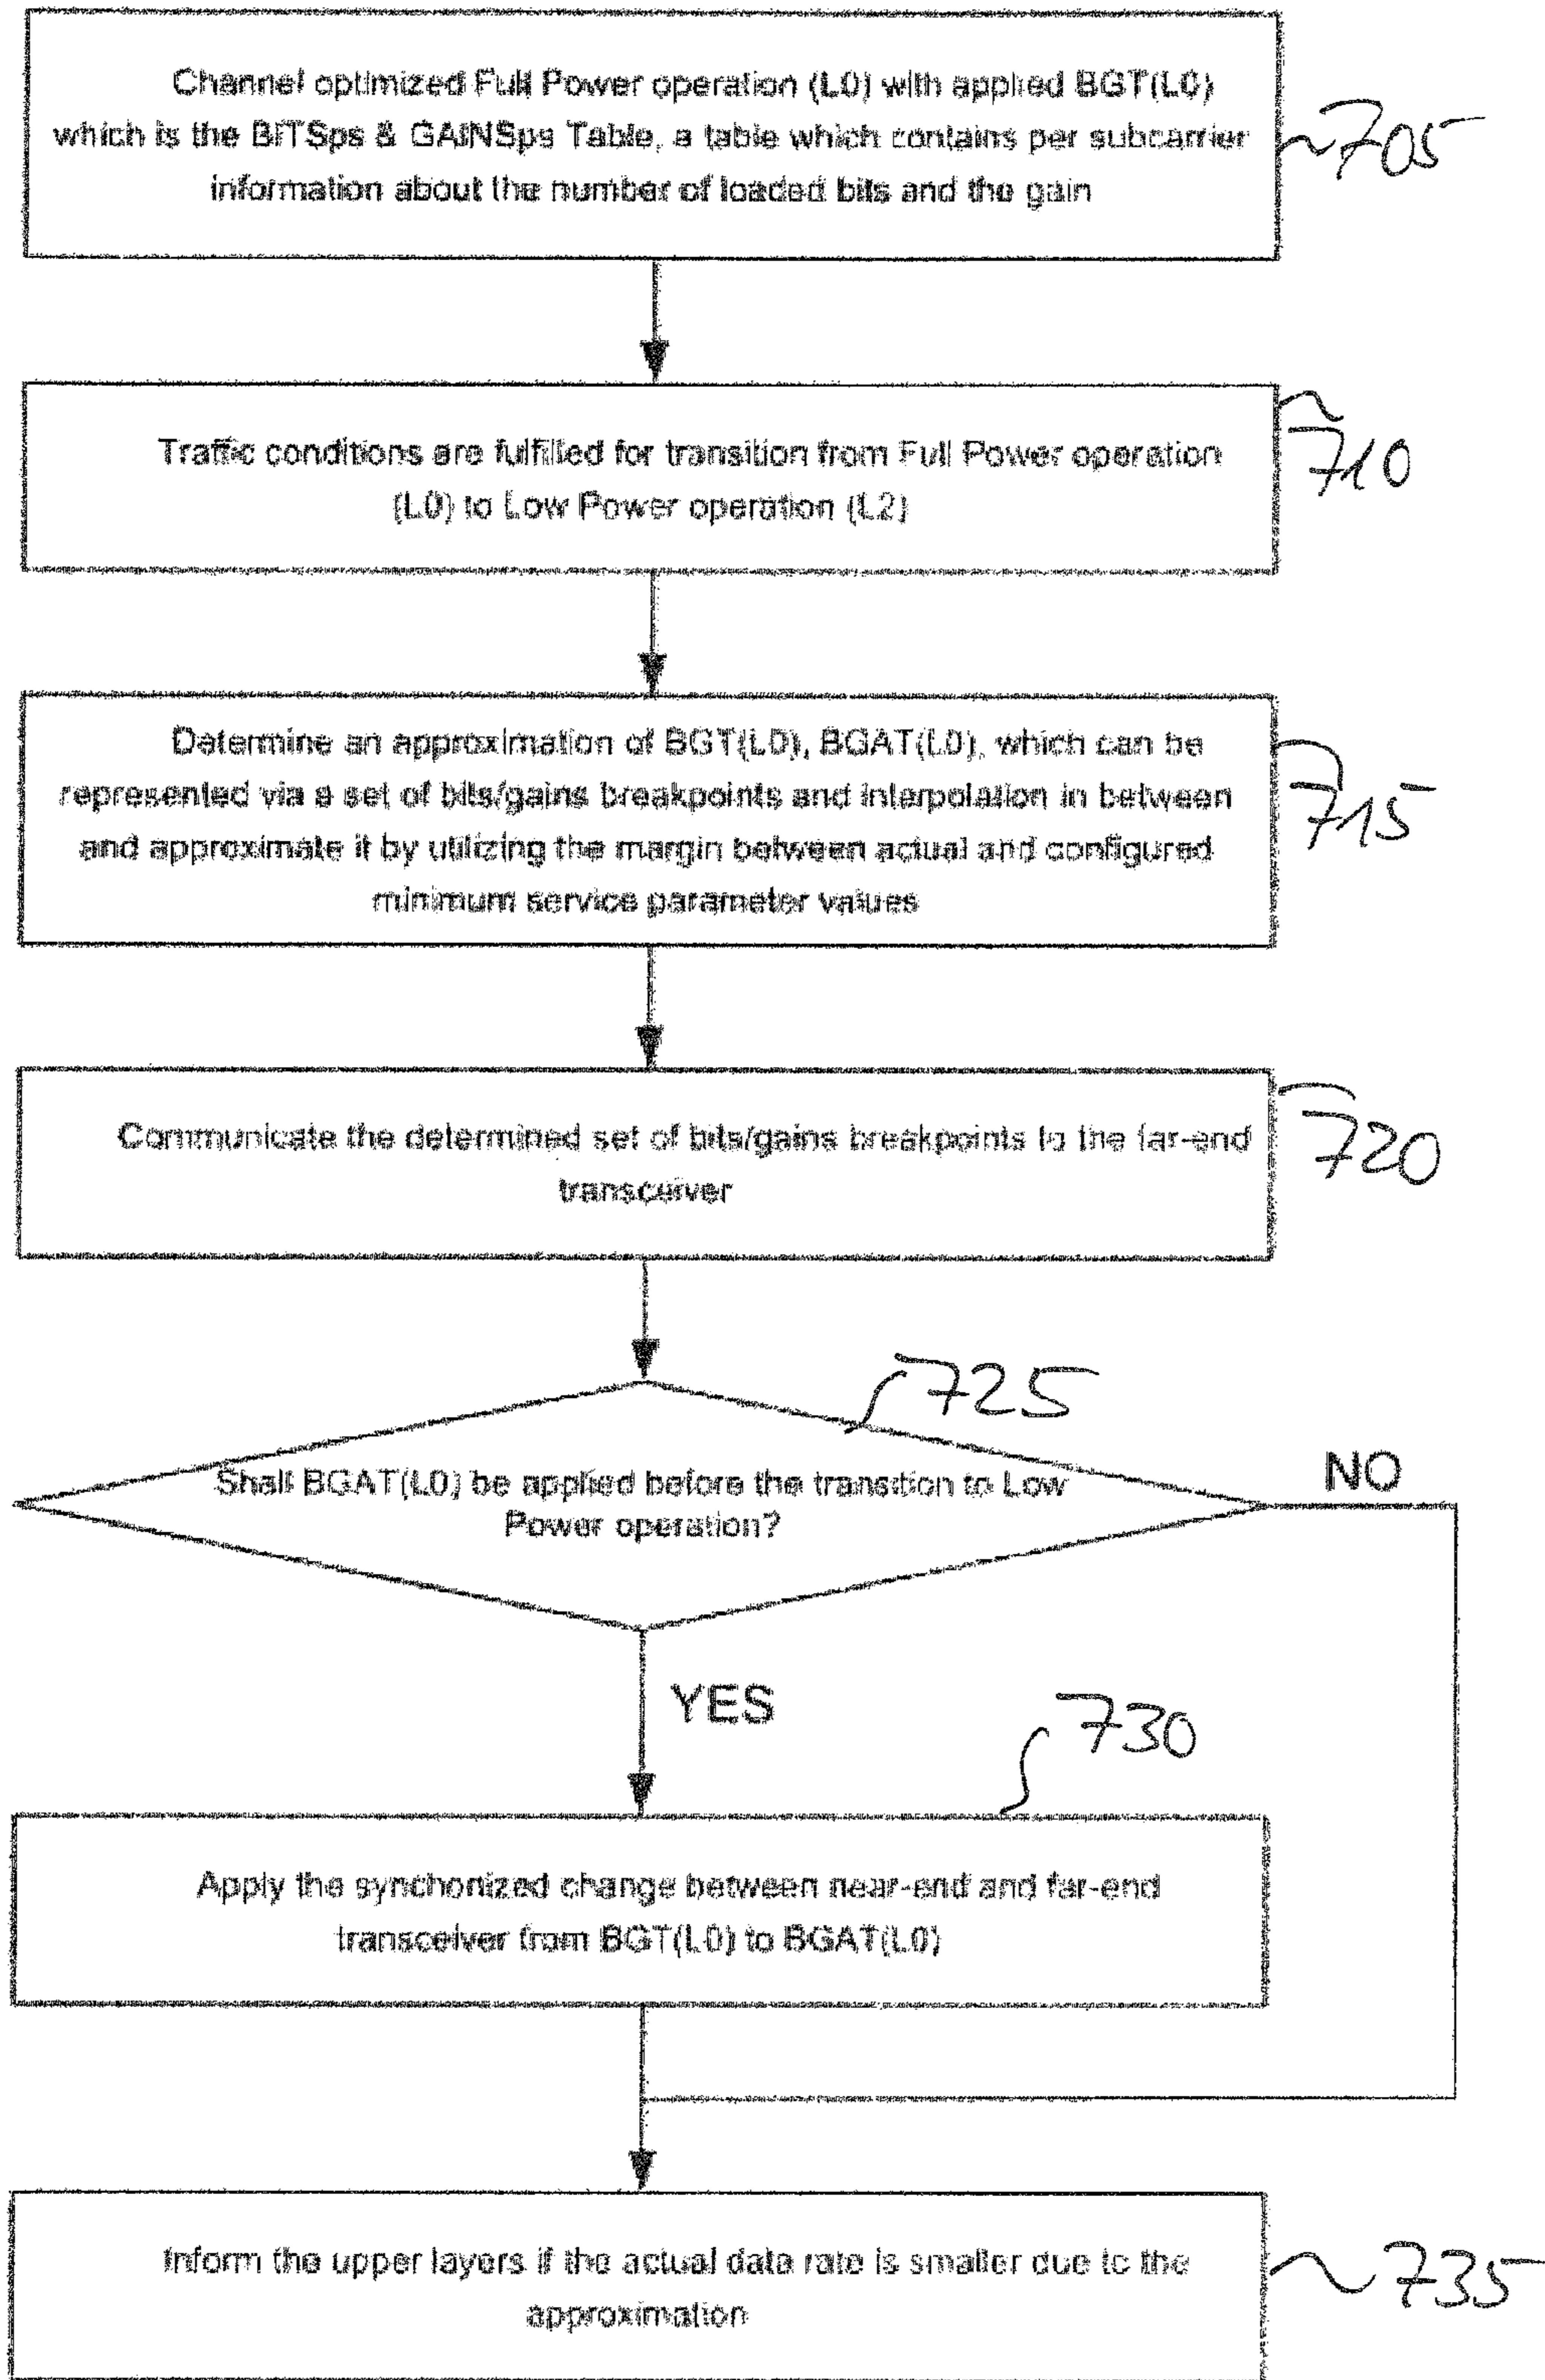 Channel optimized Full Power operation (L0) with applied BGT(L0)
which is the BITSps & GAINSps Table, a table which contains per subcarrier
information about the number of loaded bits and the gain
~705
Traffic conditions are fulfilled for transition from Full Power operation
(L0) to Low Power operation (L2)
710
Determine an approximation of BGT(L0), BGAT(L0), which can be
represented via a set of bits/gains breakpoints and interpolation in between
and approximate it by utilizing the margin between actual and configured
minimum service parameter values
715
Communicate the determined set of bits/gains breakpoints to the far-end
transceiver
720
725
Shall BGAT(L0) be applied before the transition to Low
Power operation?
NO
YES
730
Apply the synchonized change between near-end and far-end
transceiver from BGT(L0) to BGAT(L0)
Inform the upper layers if the actual data rate is smaller due to the
approximation
~735